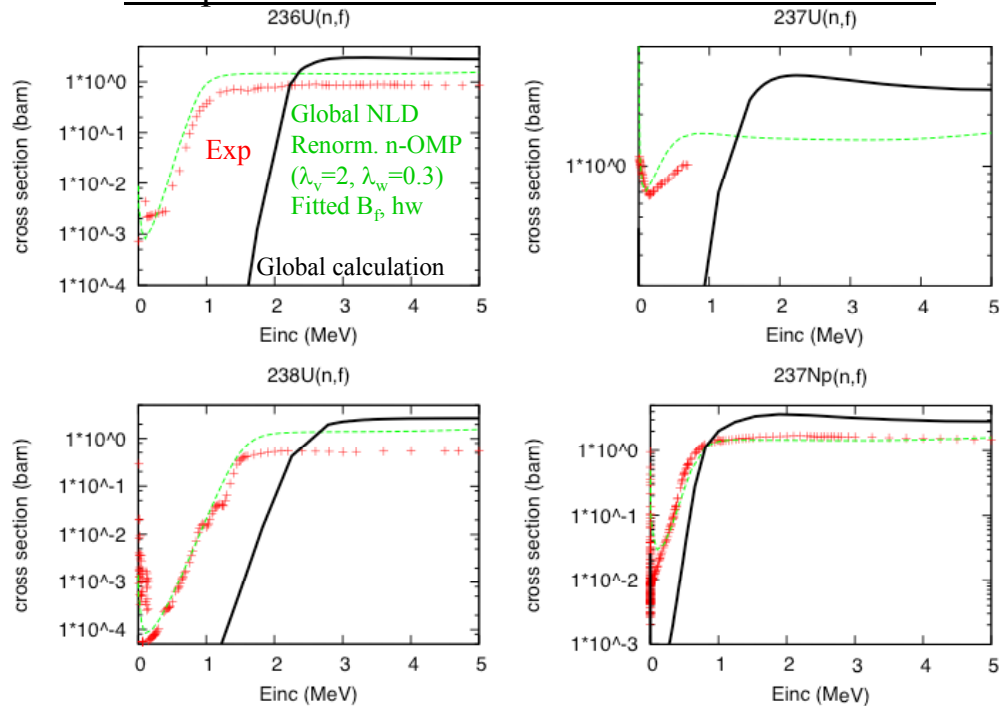 236U(n,f)
cross section (barn)
1*10^0
1*10^-1
1*10^-2
1*10^-3
1*10^-4
Exp
Global NLD
Renorm. n-OMP
(λv=2, λw=0.3)
Fitted Bf, hw
Global calculation
0 1 2 3 4 5
Einc (MeV)
237U(n,f)
cross section (barn)
1*10^0
0 1 2 3 4 5
Einc (MeV)
238U(n,f)
cross section (barn)
1*10^0
1*10^-1
1*10^-2
1*10^-3
1*10^-4
0 1 2 3 4 5
Einc (MeV)
237Np(n,f)
cross section (barn)
1*10^0
1*10^-1
1*10^-2
1*10^-3
0 1 2 3 4 5
Einc (MeV)